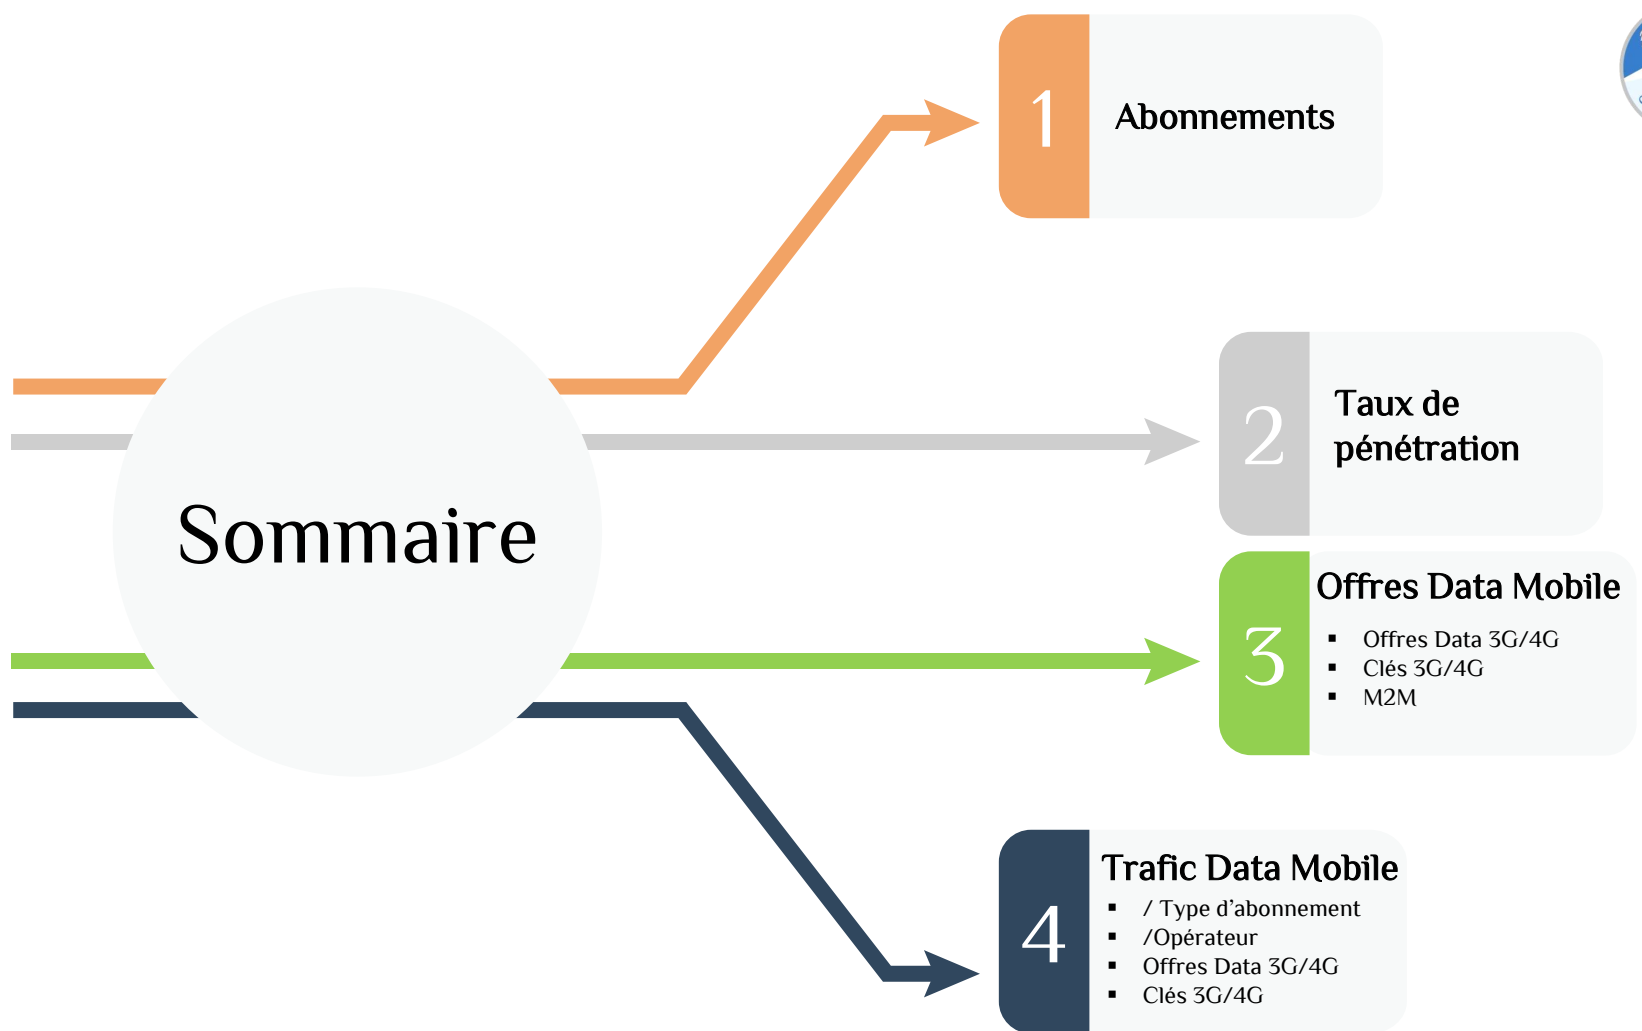 Sommaire
1
Abonnements
2
Taux de
pénétration
3
Offres Data Mobile
▪ Offres Data 3G/4G
▪ Clés 3G/4G
▪ M2M
4
Trafic Data Mobile
▪ / Type d’abonnement
▪ /Opérateur
▪ Offres Data 3G/4G
▪ Clés 3G/4G